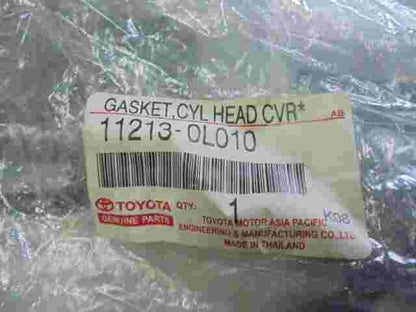 GASKET.CYL HEAD CVR*
AB
11213-0L010
TOYOTA QTY: 1
GENUINE PARTS
K08
TOYOTA MOTOR ASIA PACIFIC
ENGINEERING & MANUFACTURING CO.,LTD.
MADE IN THAILAND